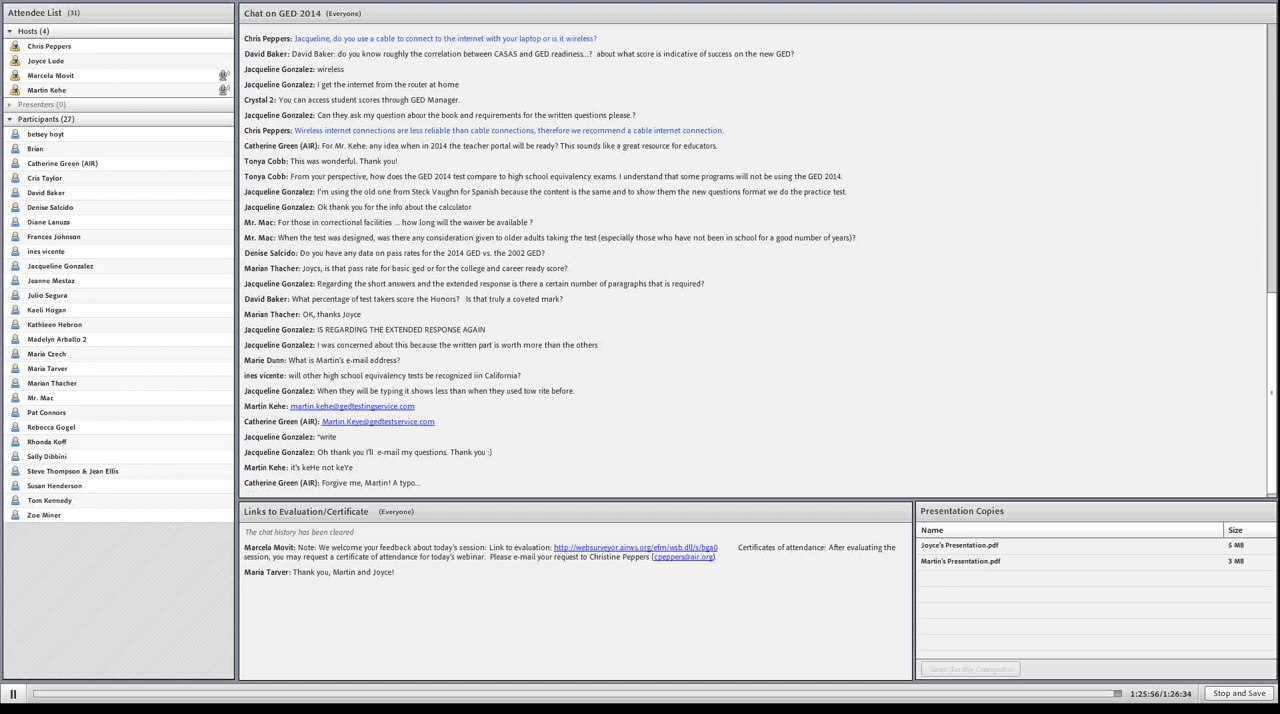 Attendee List (31)
Hosts (4)
Chris Peppers
Joyce Lude
Marcela Movit
Martin Kehe
Presenters (0)
Participants (27)
betsey hoyt
Brian
Catherine Green (AIR)
Cris Taylor
David Baker
Denise Salcido
Diane Lanuza
Frances Johnson
ines vicente
Jacqueline Gonzalez
Jeanne Mestaz
Julio Segura
Kaeli Hogan
Kathleen Hebron
Madelyn Arballo 2
Maria Czech
Maria Tarver
Marian Thacher
Mr. Mac
Pat Connors
Rebecca Gogel
Rhonda Koff
Sally Dibbini
Steve Thompson & Jean Ellis
Susan Henderson
Tom Kennedy
Zoe Miner
Chat on GED 2014 (Everyone)
Chris Peppers: Jacqueline, do you use a cable to connect to the internet with your laptop or is it wireless?
David Baker: David Baker: do you know roughly the correlation between CASAS and GED readiness...? about what score is indicative of success on the new GED?
Jacqueline Gonzalez: wireless
Jacqueline Gonzalez: I get the internet from the router at home
Crystal 2: You can access student scores through GED Manager.
Jacqueline Gonzalez: Can they ask my question about the book and requirements for the written questions please.?
Chris Peppers: Wireless internet connections are less reliable than cable connections, therefore we recommend a cable internet connection.
Catherine Green (AIR): For Mr. Kehe: any idea when in 2014 the teacher portal will be ready? This sounds like a great resource for educators.
Tonya Cobb: This was wonderful. Thank you!
Tonya Cobb: From your perspective, how does the GED 2014 test compare to high school equivalency exams. I understand that some programs will not be using the GED 2014.
Jacqueline Gonzalez: I'm using the old one from Steck Vaughn for Spanish because the content is the same and to show them the new questions format we do the practice test.
Jacqueline Gonzalez: Ok thank you for the info about the calculator
Mr. Mac: For those in correctional facilities ... how long will the waiver be available ?
Mr. Mac: When the test was designed, was there any consideration given to older adults taking the test (especially those who have not been in school for a good number of years)?
Denise Salcido: Do you have any data on pass rates for the 2014 GED vs. the 2002 GED?
Marian Thacher: Joycs, is that pass rate for basic ged or for the college and career ready score?
Jacqueline Gonzalez: Regarding the short answers and the extended response is there a certain number of paragraphs that is required?
David Baker: What percentage of test takers score the Honors? Is that truly a coveted mark?
Marian Thacher: OK, thanks Joyce
Jacqueline Gonzalez: IS REGARDING THE EXTENDED RESPONSE AGAIN
Jacqueline Gonzalez: I was concerned about this because the written part is worth more than the others
Marie Dunn: What is Martin's e-mail address?
ines vicente: will other high school equivalency tests be recognized iin California?
Jacqueline Gonzalez: When they will be typing it shows less than when they used tow rite before.
Martin Kehe: martin.kehe@gedtestingservice.com
Catherine Green (AIR): Martin.Keye@gedtestservice.com
Jacqueline Gonzalez: *write
Jacqueline Gonzalez: Oh thank you I'll e-mail my questions. Thank you :)
Martin Kehe: it's keHe not keYe
Catherine Green (AIR): Forgive me, Martin! A typo...
Links to Evaluation/Certificate (Everyone)
The chat history has been cleared
Marcela Movit: Note: We welcome your feedback about today's session: Link to evaluation: http://websurveyor.airws.org/efm/wsb.dll/s/bga0 Certificates of attendance: After evaluating the
session, you may request a certificate of attendance for today's webinar. Please e-mail your request to Christine Peppers (cpeppers@air.org).
Maria Tarver: Thank you, Martin and Joyce!
Presentation Copies
Name Size
Joyce's Presentation.pdf 5 MB
Martin's Presentation.pdf 3 MB
Save To My Computer
1:25:56/1:26:34
Stop and Save